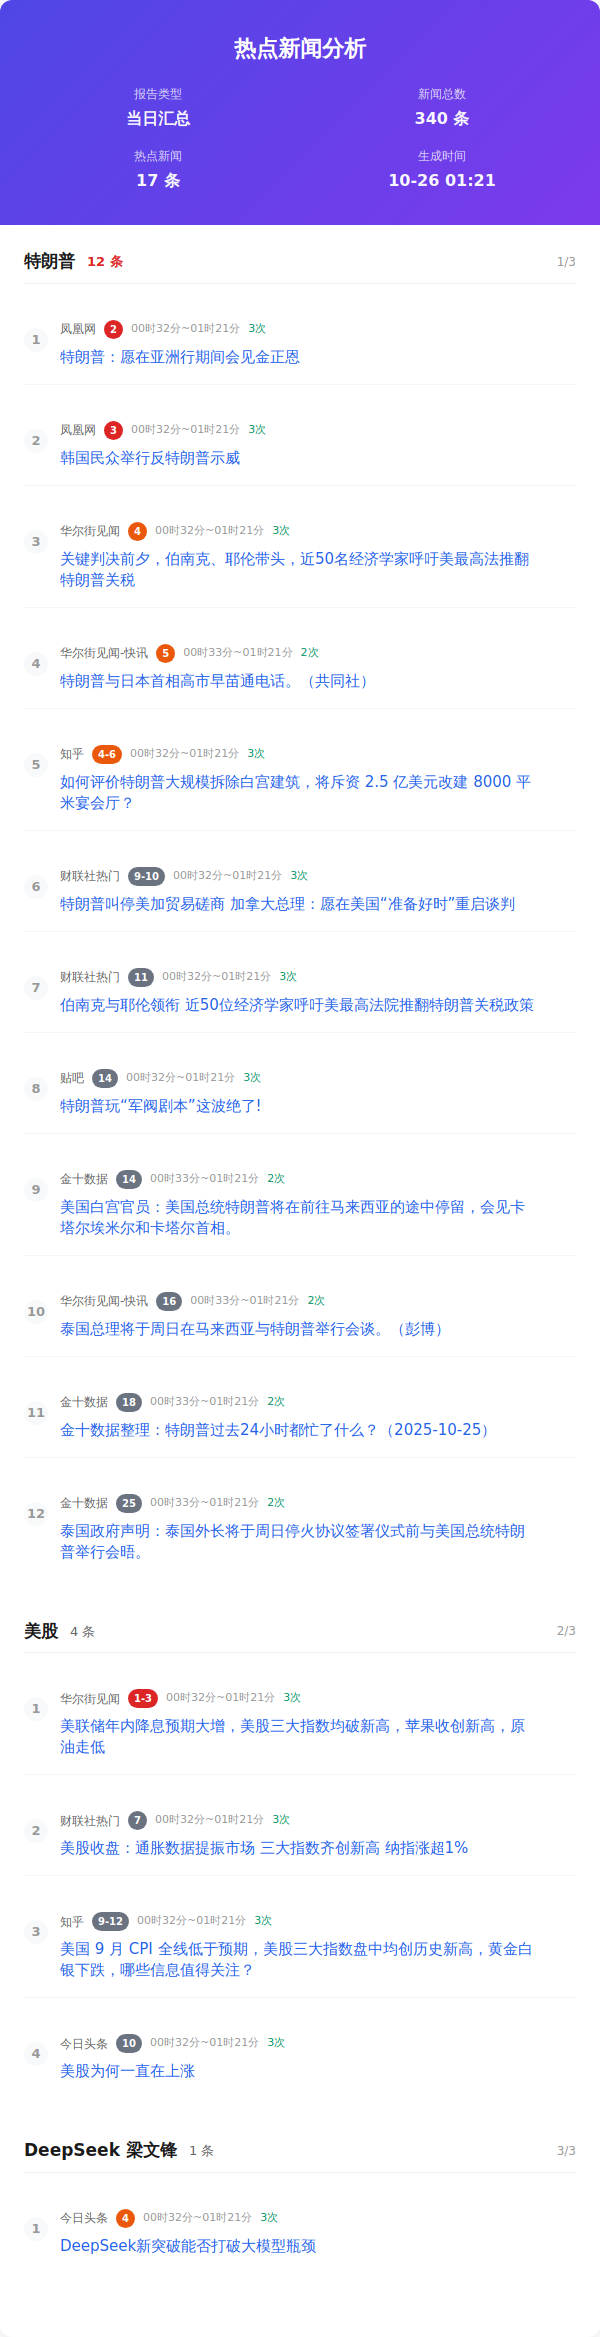 热点新闻分析
报告类型
新闻总数
当日汇总
340 条
热点新闻
生成时间
17 条
10-26 01:21
特朗普 12 条 1/3
1
凤凰网 2 00时32分~01时21分 3次
特朗普：愿在亚洲行期间会见金正恩
2
凤凰网 3 00时32分~01时21分 3次
韩国民众举行反特朗普示威
3
华尔街见闻 4 00时32分~01时21分 3次
关键判决前夕，伯南克、耶伦带头，近50名经济学家呼吁美最高法推翻
特朗普关税
4
华尔街见闻-快讯 5 00时33分~01时21分 2次
特朗普与日本首相高市早苗通电话。（共同社）
5
知乎 4-6 00时32分~01时21分 3次
如何评价特朗普大规模拆除白宫建筑，将斥资 2.5 亿美元改建 8000 平
米宴会厅？
6
财联社热门 9-10 00时32分~01时21分 3次
特朗普叫停美加贸易磋商 加拿大总理：愿在美国“准备好时”重启谈判
7
财联社热门 11 00时32分~01时21分 3次
伯南克与耶伦领衔 近50位经济学家呼吁美最高法院推翻特朗普关税政策
8
贴吧 14 00时32分~01时21分 3次
特朗普玩“军阀剧本”这波绝了!
9
金十数据 14 00时33分~01时21分 2次
美国白宫官员：美国总统特朗普将在前往马来西亚的途中停留，会见卡
塔尔埃米尔和卡塔尔首相。
10
华尔街见闻-快讯 16 00时33分~01时21分 2次
泰国总理将于周日在马来西亚与特朗普举行会谈。（彭博）
11
金十数据 18 00时33分~01时21分 2次
金十数据整理：特朗普过去24小时都忙了什么？（2025-10-25）
12
金十数据 25 00时33分~01时21分 2次
泰国政府声明：泰国外长将于周日停火协议签署仪式前与美国总统特朗
普举行会晤。
美股 4 条 2/3
1
华尔街见闻 1-3 00时32分~01时21分 3次
美联储年内降息预期大增，美股三大指数均破新高，苹果收创新高，原
油走低
2
财联社热门 7 00时32分~01时21分 3次
美股收盘：通胀数据提振市场 三大指数齐创新高 纳指涨超1%
3
知乎 9-12 00时32分~01时21分 3次
美国 9 月 CPI 全线低于预期，美股三大指数盘中均创历史新高，黄金白
银下跌，哪些信息值得关注？
4
今日头条 10 00时32分~01时21分 3次
美股为何一直在上涨
DeepSeek 梁文锋 1 条 3/3
1
今日头条 4 00时32分~01时21分 3次
DeepSeek新突破能否打破大模型瓶颈